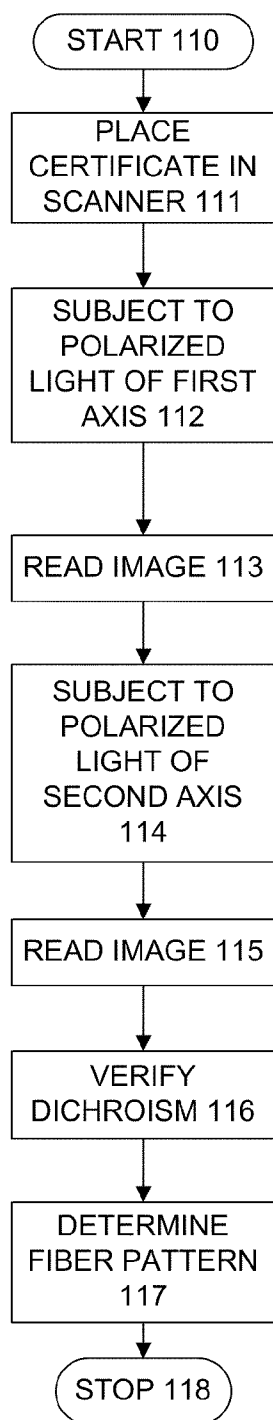 START 110
PLACE
CERTIFICATE IN
SCANNER 111
SUBJECT TO
POLARIZED
LIGHT OF FIRST
AXIS 112
READ IMAGE 113
SUBJECT TO
POLARIZED
LIGHT OF
SECOND AXIS
114
READ IMAGE 115
VERIFY
DICHROISM 116
DETERMINE
FIBER PATTERN
117
STOP 118